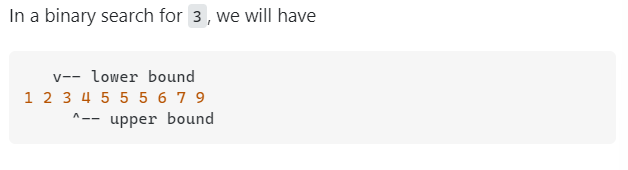 In a binary search for 3, we will have
v-- lower bound
1 2 3 4 5 5 5 6 7 9
^-- upper bound